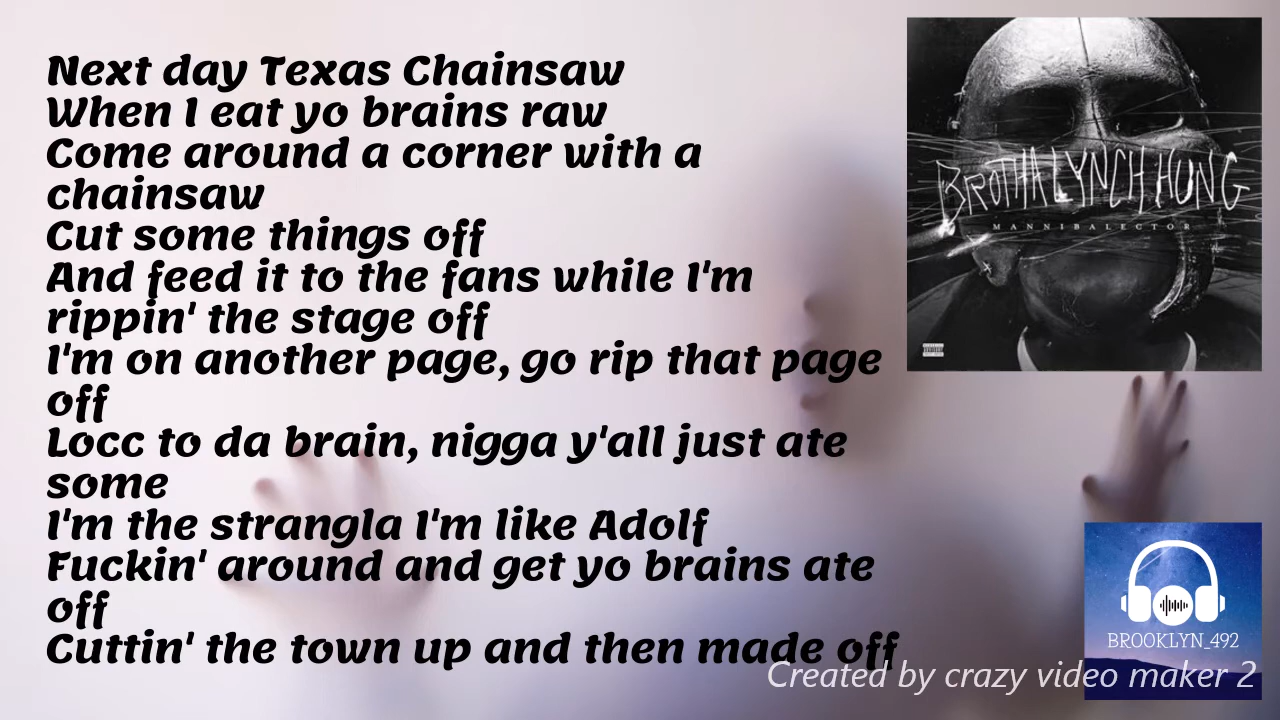 Next day Texas Chainsaw
When I eat yo brains raw
Come around a corner with a
chainsaw
Cut some things off
And feed it to the fans while I'm
rippin' the stage off
I'm on another page, go rip that page
off
Locc to da brain, nigga y'all just ate
some
I'm the strangla I'm like Adolf
Fuckin' around and get yo brains ate
off
Cuttin' the town up and then made off
BROTHA LYNCH HUNG
MANNIBALECTOR
BROOKLYN_492
Created by crazy video maker 2